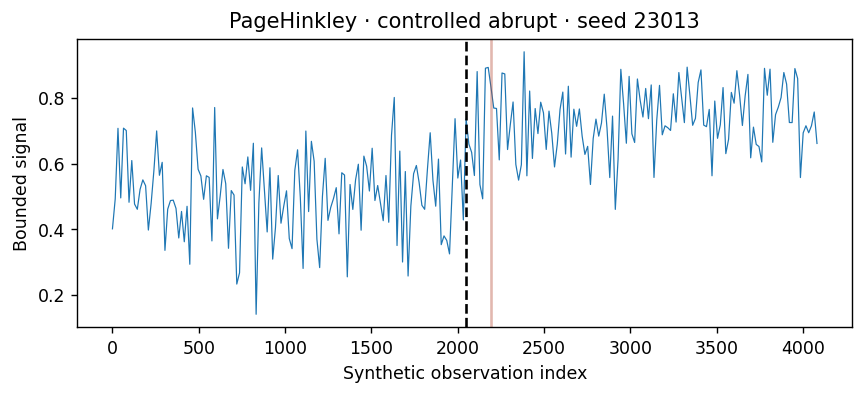 PageHinkley · controlled abrupt · seed 23013
Bounded signal
0.8
0.6
0.4
0.2
0 500 1000 1500 2000 2500 3000 3500 4000
Synthetic observation index